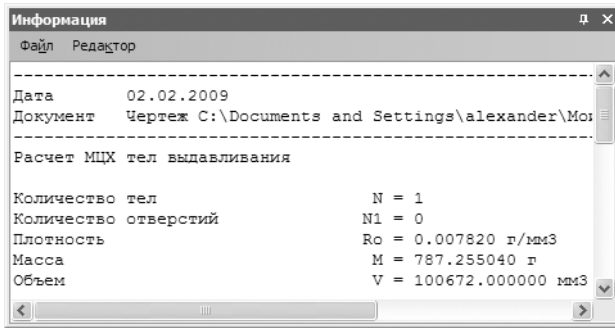 Информация
Файл Редактор
Дата 02.02.2009
Документ Чертеж C:\Documents and Settings\alexander\Мои
Расчет МЦХ тел выдавливания
Количество тел N = 1
Количество отверстий N1 = 0
Плотность Ro = 0.007820 г/мм3
Масса M = 787.255040 г
Объем V = 100672.000000 мм3